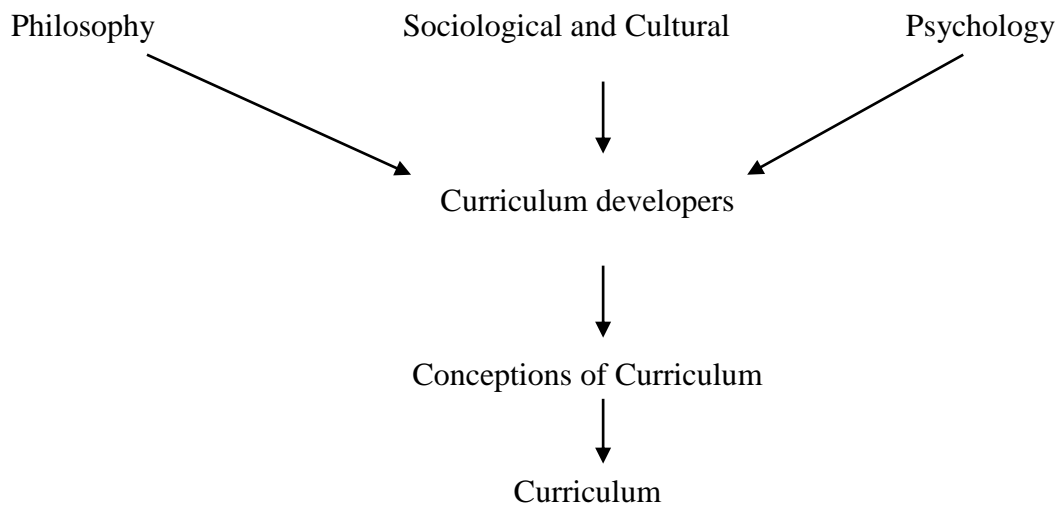 Philosophy Sociological and Cultural Psychology
Curriculum developers
Conceptions of Curriculum
Curriculum